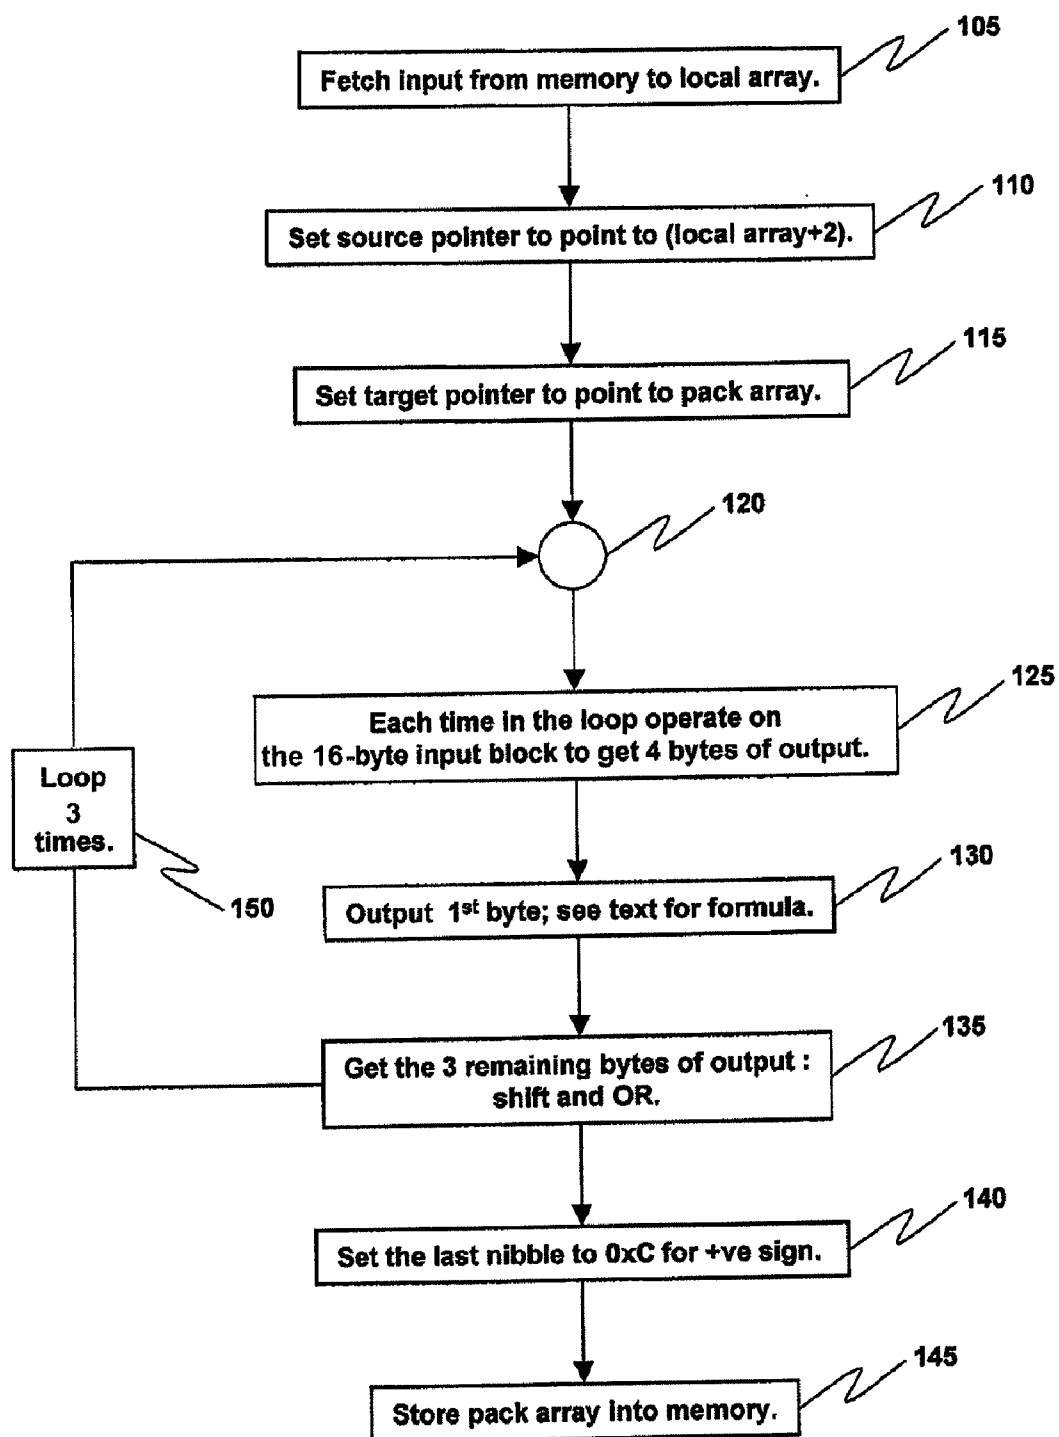 105
Fetch input from memory to local array.
110
Set source pointer to point to (local array+2).
115
Set target pointer to point to pack array.
120
125
Each time in the loop operate on
the 16-byte input block to get 4 bytes of output.
Loop
3
times.
150
130
Output 1st byte; see text for formula.
135
Get the 3 remaining bytes of output :
shift and OR.
140
Set the last nibble to 0xC for +ve sign.
145
Store pack array into memory.